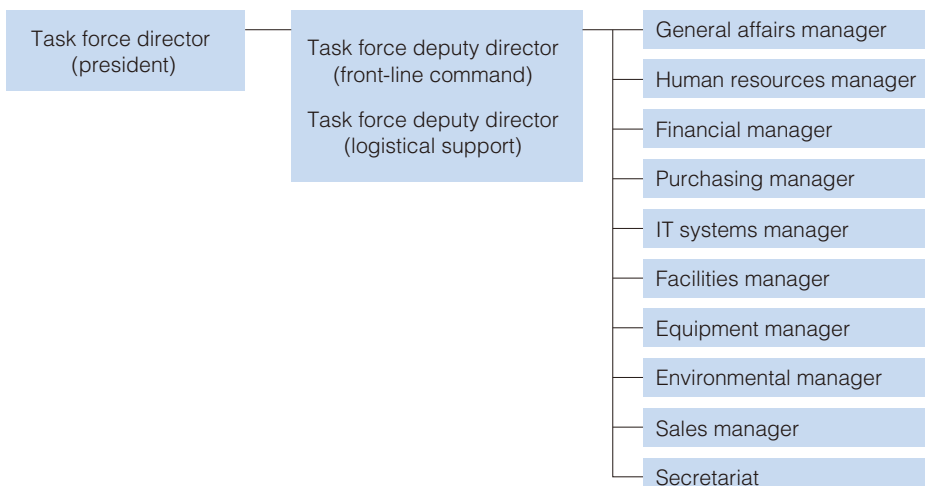 Task force director
(president)
Task force deputy director
(front-line command)
Task force deputy director
(logistical support)
General affairs manager
Human resources manager
Financial manager
Purchasing manager
IT systems manager
Facilities manager
Equipment manager
Environmental manager
Sales manager
Secretariat